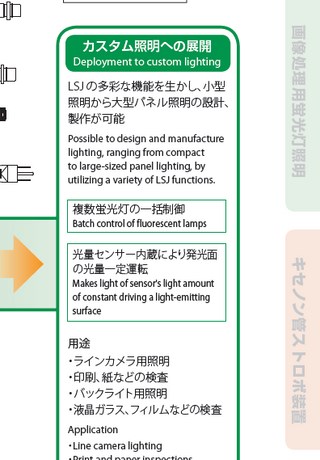 カスタム照明への展開
Deployment to custom lighting
LSJの多彩な機能を生かし、小型
照明から大型パネル照明の設計、
製作が可能
Possible to design and manufacture
lighting, ranging from compact
to large-sized panel lighting, by
utilizing a variety of LSJ functions.
複数蛍光灯の一括制御
Batch control of fluorescent lamps
光量センサー内蔵により発光面
の光量一定運転
Makes light of sensor's light amount
of constant driving a light-emitting
surface
用途
・ラインカメラ用照明
・印刷、紙などの検査
・バックライト用照明
・液晶ガラス、フィルムなどの検査
Application
・Line camera lighting
・Print and paper inspections
画像処理用蛍光灯照明
キセノン管ストロボ装置